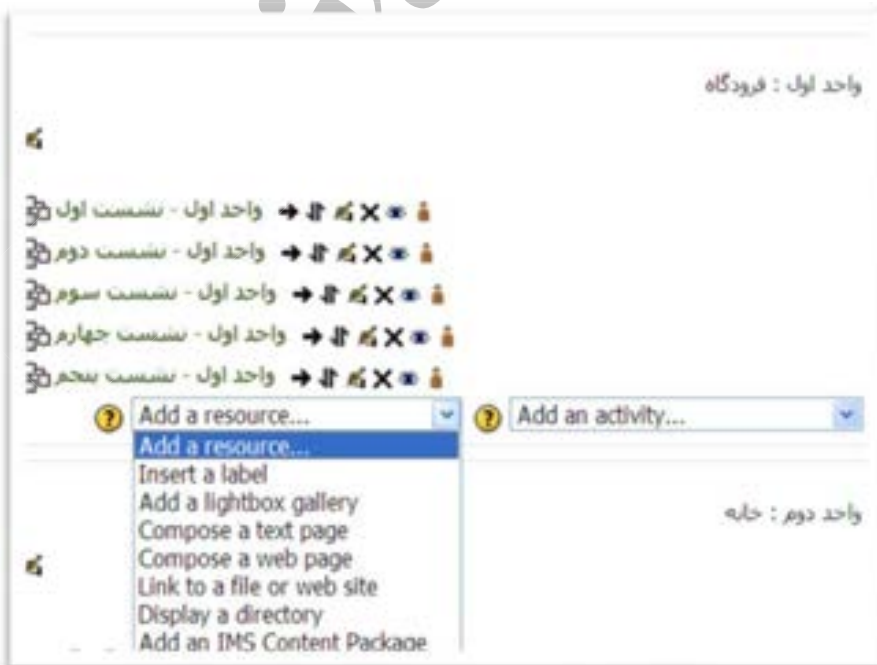 واحد اول : فرودگاه
واحد اول - نشست اول
واحد اول - نشست دوم
واحد اول - نشست سوم
واحد اول - نشست چهارم
واحد اول - نشست پنجم
Add a resource... Add an activity...
Add a resource...
Insert a label
Add a lightbox gallery
Compose a text page
Compose a web page
Link to a file or web site
Display a directory
Add an IMS Content Package
واحد دوم : خانه